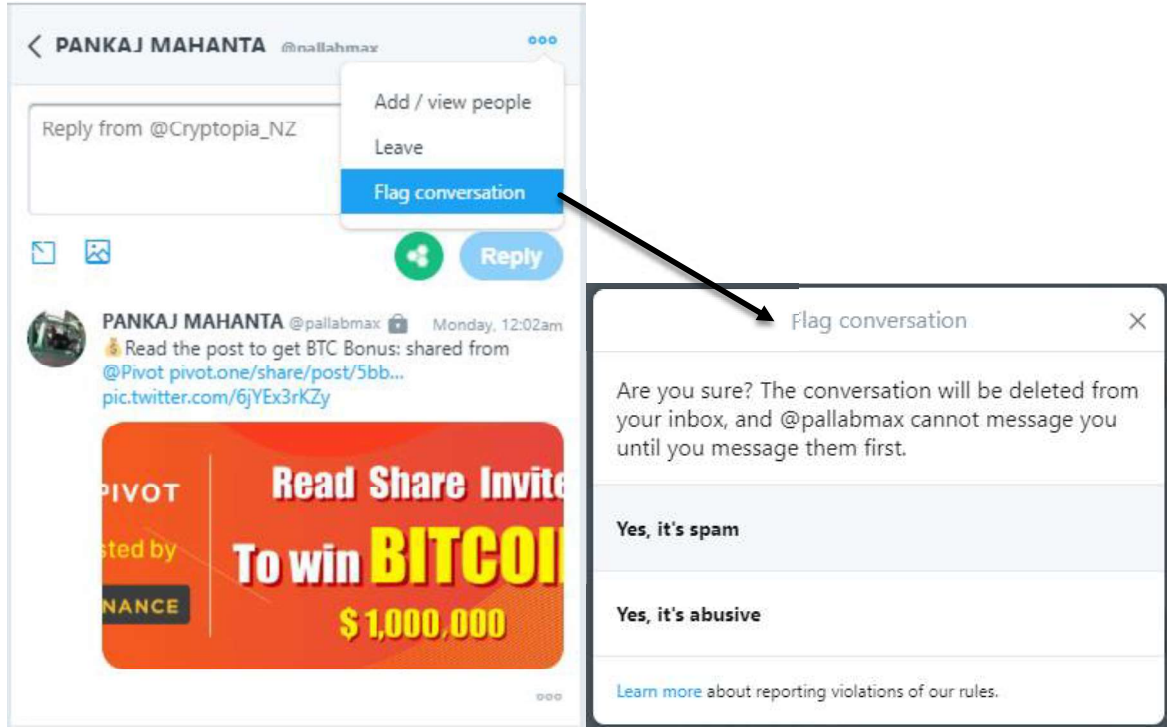 PANKAJ MAHANTA @pallabmax
Add / view people
Leave
Flag conversation
Reply from @Cryptopia_NZ
Reply
PANKAJ MAHANTA @pallabmax Monday, 12:02am
Read the post to get BTC Bonus: shared from
@Pivot pivot.one/share/post/5bb...
pic.twitter.com/6jYEx3rKZy
PIVOT
sted by
NANCE
Read Share Invite
To win BITCOI
$ 1,000,000
Flag conversation
Are you sure? The conversation will be deleted from
your inbox, and @pallabmax cannot message you
until you message them first.
Yes, it's spam
Yes, it's abusive
Learn more about reporting violations of our rules.